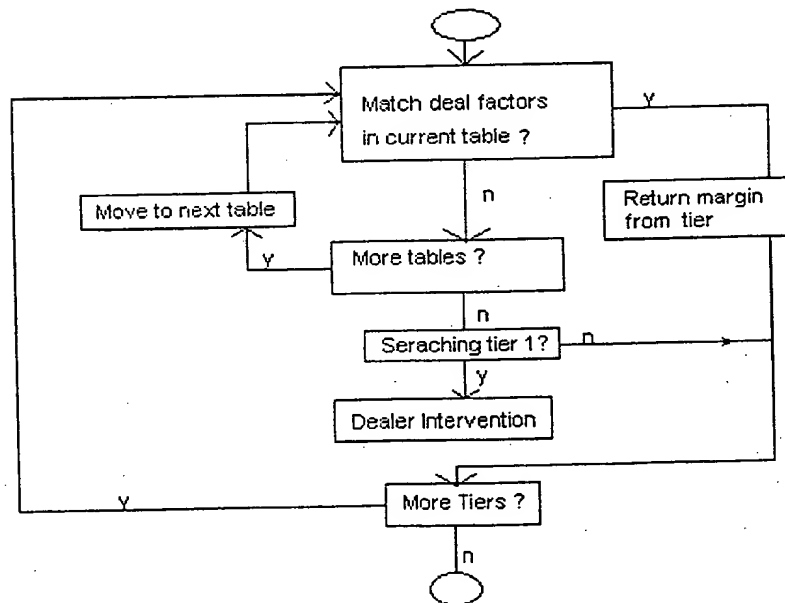 Match deal factors
in current table ?
Y
n
Move to next table
Return margin
from tier
More tables ?
Y
n
Seraching tier 1?
n
y
Dealer Intervention
More Tiers ?
Y
n